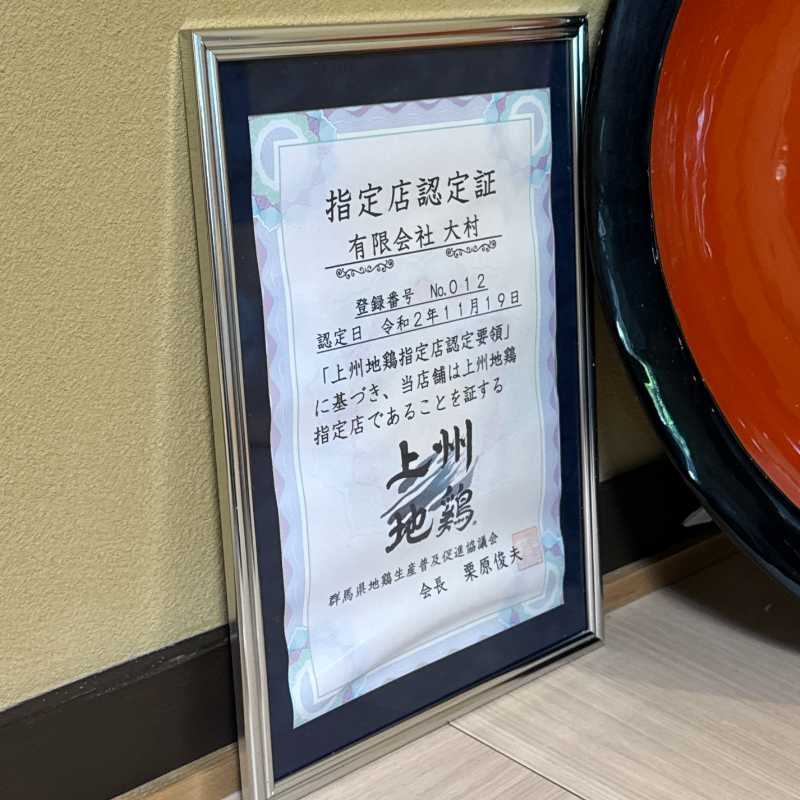 指定店認定証
有限会社 大村
登録番号 No.012
認定日 令和2年11月19日
「上州地鶏指定店認定要領」
に基づき、当店舗は上州地鶏
指定店であることを証する
上州
地鶏
群馬県地鶏生産普及促進協議会
会長 栗原俊夫